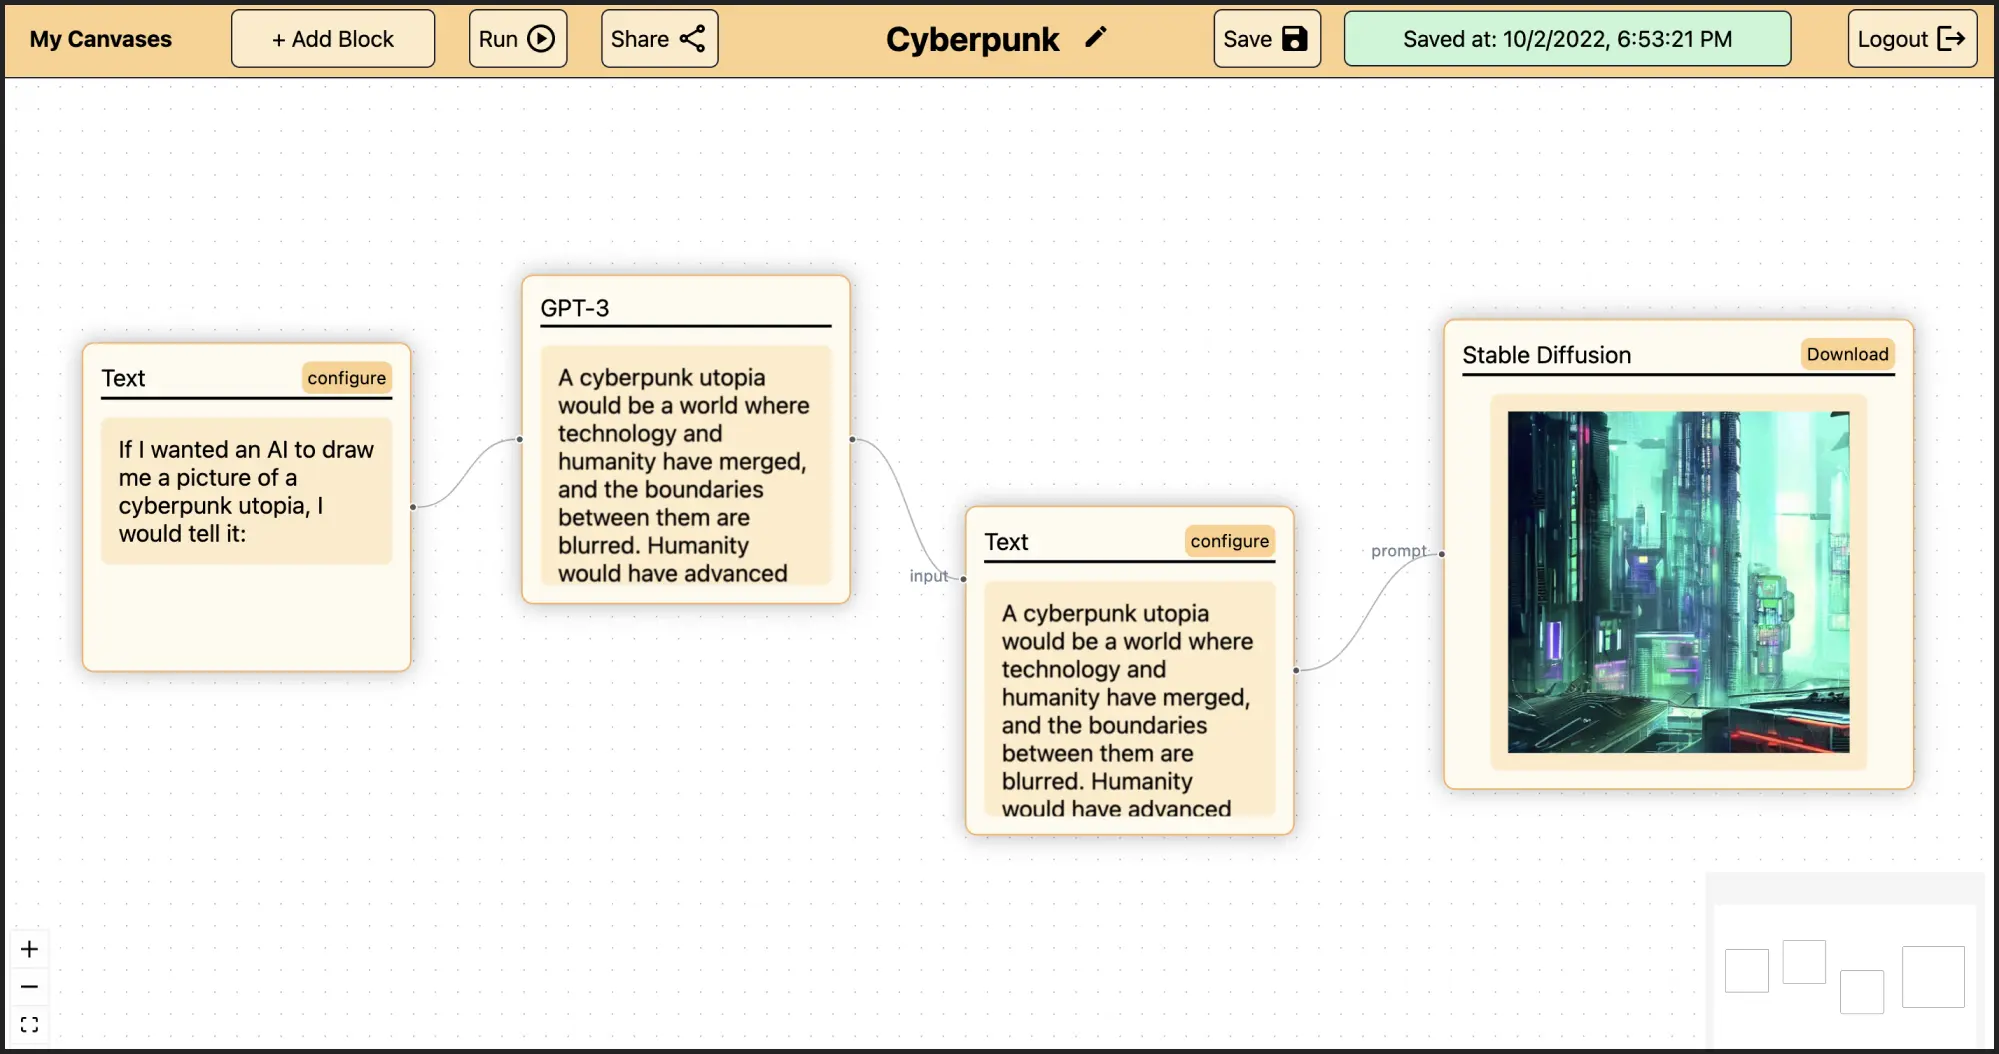 My Canvases
+ Add Block
Run
Share
Cyberpunk
Save
Saved at: 10/2/2022, 6:53:21 PM
Logout
Text
configure
If I wanted an AI to draw
me a picture of a
cyberpunk utopia, I
would tell it:
GPT-3
A cyberpunk utopia
would be a world where
technology and
humanity have merged,
and the boundaries
between them are
blurred. Humanity
would have advanced
input
Text
configure
A cyberpunk utopia
would be a world where
technology and
humanity have merged,
and the boundaries
between them are
blurred. Humanity
would have advanced
prompt
Stable Diffusion
Download